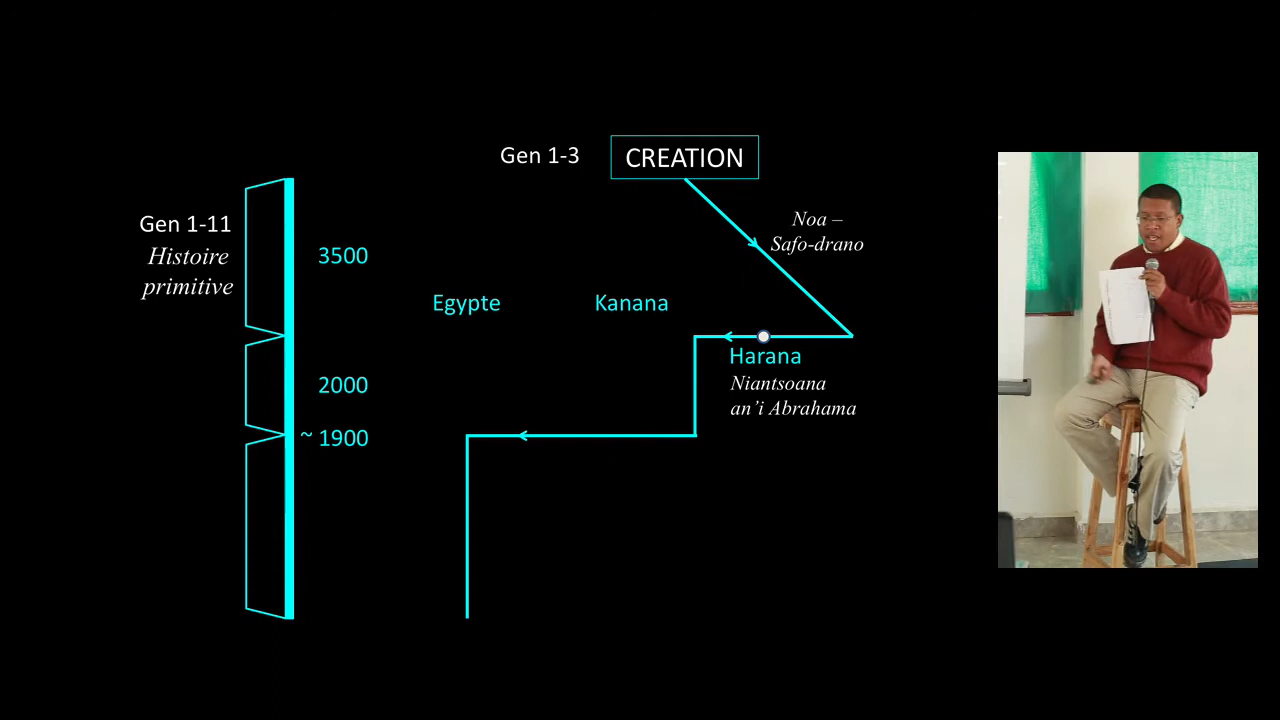 Gen 1-3
CREATION
Gen 1-11
Histoire
primitive
3500
Noa –
Safo-drano
Egypte
Kanana
Harana
Niantsoana
an’i Abrahama
2000
~ 1900